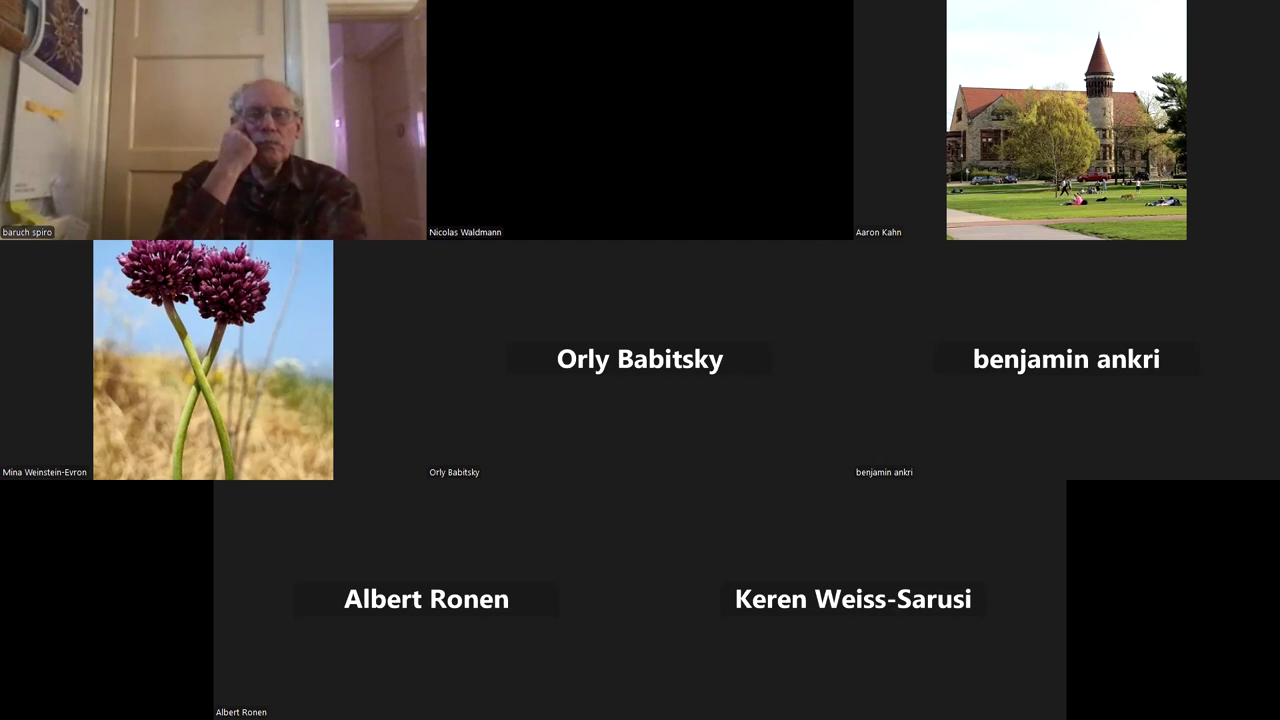 baruch spiro
Nicolas Waldmann
Aaron Kahn
Mina Weinstein-Evron
Orly Babitsky
Orly Babitsky
benjamin ankri
benjamin ankri
Albert Ronen
Albert Ronen
Keren Weiss-Sarusi